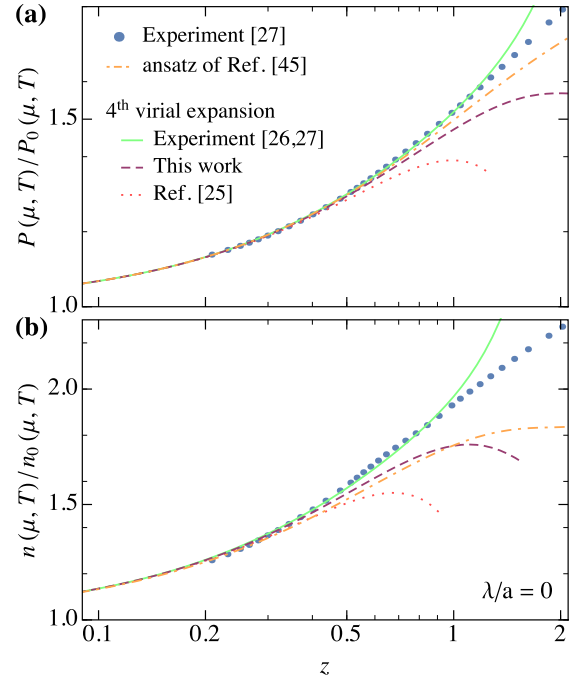 (a)
Experiment [27]
ansatz of Ref. [45]
4th virial expansion
Experiment [26,27]
This work
Ref. [25]
P(μ, T)/P0(μ, T)
1.5
1.0
(b)
n(μ, T)/n0(μ, T)
2.0
1.5
1.0
λ/a = 0
0.1
0.2
0.5
1
2
z